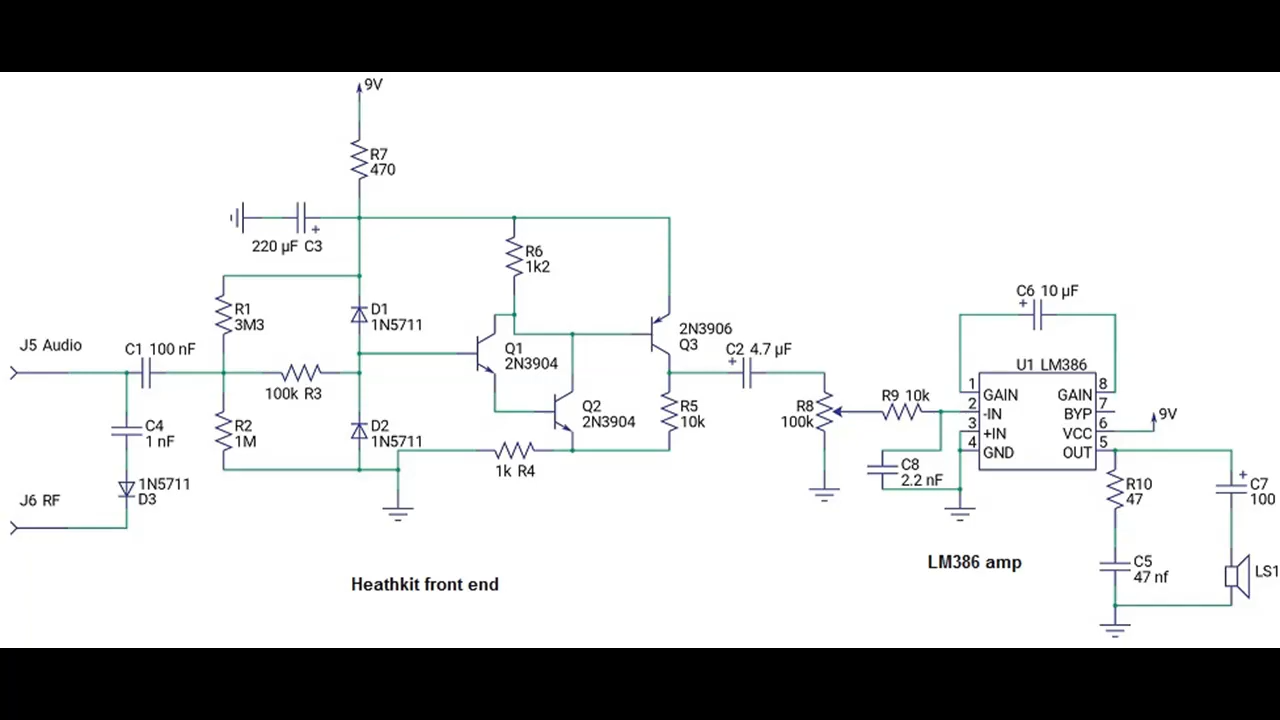 9V
R7
470
220 µF C3
+
R6
1k2
R1
3M3
D1
1N5711
J5 Audio
C1 100 nF
100k R3
Q1
2N3904
2N3906
Q3
C2 4.7 µF
+
C4
1 nF
R2
1M
D2
1N5711
Q2
2N3904
R5
10k
R8
100k
R9 10k
1k R4
J6 RF
1N5711
D3
C8
2.2 nF
C6 10 µF
+
U1 LM386
1 GAIN GAIN 8
2 -IN BYP 7
3 +IN VCC 6
4 GND OUT 5
9V
R10
47
+
C7
100
C5
47 nf
LS1
LM386 amp
Heathkit front end